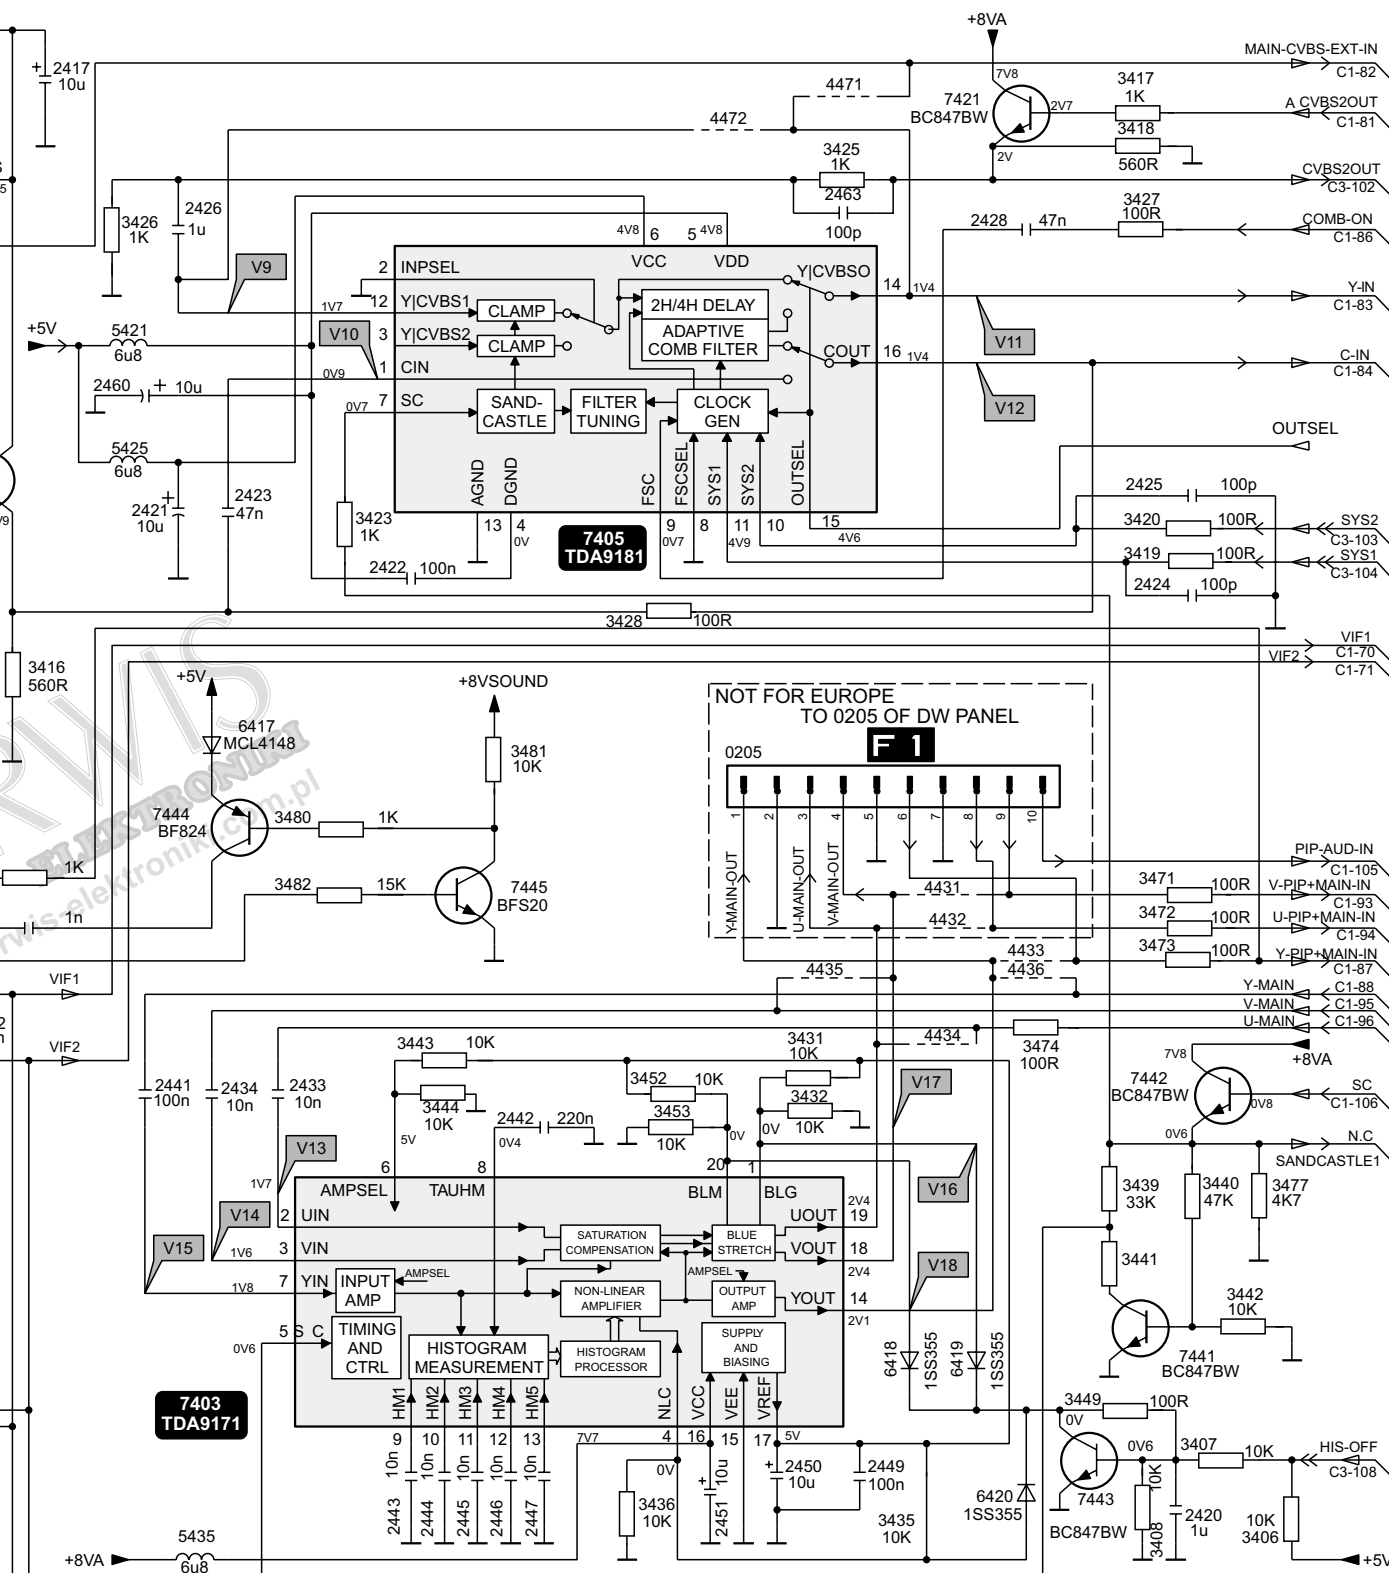 +8VA
MAIN-CVBS-EXT-IN
C1-82
2417
10u
4471
7V8
7421
BC847BW
2V7
3417
1K
A CVBS2OUT
C1-81
4472
3418
560R
2V
3425
1K
CVBS2OUT
C3-102
2463
100p
3426
1K
2426
1u
2428
47n
3427
100R
COMB-ON
C1-86
4V8
6
5
4V8
VCC
VDD
V9
2
INPSEL
Y|CVBSO
14
1V4
Y-IN
C1-83
1V7
12
Y|CVBS1
CLAMP
2H/4H DELAY
ADAPTIVE
COMB FILTER
+5V
5421
6u8
V10
3
Y|CVBS2
CLAMP
COUT
16
1V4
V11
C-IN
C1-84
0V9
1
CIN
2460
10u
0V7
7
SC
SAND-
CASTLE
FILTER
TUNING
CLOCK
GEN
V12
OUTSEL
5425
6u8
2421
10u
2423
47n
3423
1K
AGND
DGND
FSC
FSCSEL
SYS1
SYS2
OUTSEL
13
4
0V
7405
TDA9181
9
0V7
8
11
4V9
10
15
4V6
2425
100p
3420
100R
SYS2
C3-103
3419
100R
SYS1
C3-104
2424
100p
2422
100n
3428
100R
3416
560R
VIF1
C1-70
VIF2
C1-71
+5V
6417
MCL4148
+8VSOUND
3481
10K
NOT FOR EUROPE
TO 0205 OF DW PANEL
F 1
0205
7444
BF824
3480
1K
1
2
3
4
5
6
7
8
9
10
Y-MAIN-OUT
U-MAIN-OUT
V-MAIN-OUT
1K
3482
15K
7445
BFS20
1n
PIP-AUD-IN
C1-105
4431
3471
100R
V-PIP+MAIN-IN
C1-93
4432
3472
100R
U-PIP+MAIN-IN
C1-94
4433
3473
100R
Y-PIP+MAIN-IN
C1-87
4435
4436
VIF1
Y-MAIN
C1-88
V-MAIN
C1-95
U-MAIN
C1-96
VIF2
4434
3474
100R
+8VA
3443
10K
3431
10K
7V8
7442
BC847BW
0V8
SC
C1-106
2441
100n
2434
10n
2433
10n
3444
10K
3452
10K
3453
10K
3432
10K
V17
5V
2442
220n
0V4
0V
0V
0V6
N.C
SANDCASTLE1
V13
6
8
20
1
1V7
AMPSEL
TAUHM
BLM
BLG
V16
3439
33K
3440
47K
3477
4K7
V14
2
UIN
SATURATION
COMPENSATION
BLUE
STRETCH
UOUT
2V4
19
V15
1V6
3
VIN
VOUT
18
2V4
3441
1V8
7
YIN
INPUT
AMP
AMPSEL
NON-LINEAR
AMPLIFIER
AMPSEL
OUTPUT
AMP
YOUT
14
2V1
V18
3442
10K
0V6
5
S C
TIMING
AND
CTRL
HISTOGRAM
MEASUREMENT
HISTOGRAM
PROCESSOR
SUPPLY
AND
BIASING
6418
1SS355
6419
1SS355
7441
BC847BW
7403
TDA9171
HM1
HM2
HM3
HM4
HM5
NLC
VCC
VEE
VREF
9
10
11
12
13
7V7
4
16
15
17
5V
0V
3449
100R
0V
10n
10n
10n
10n
10n
2443
2444
2445
2446
2447
3436
10K
10u
2451
2450
10u
2449
100n
3435
10K
6420
1SS355
7443
BC847BW
0V6
3407
10K
HIS-OFF
C3-108
10K
3408
2420
1u
10K
3406
+8VA
5435
6u8
+5V
ELEKTRONIKI